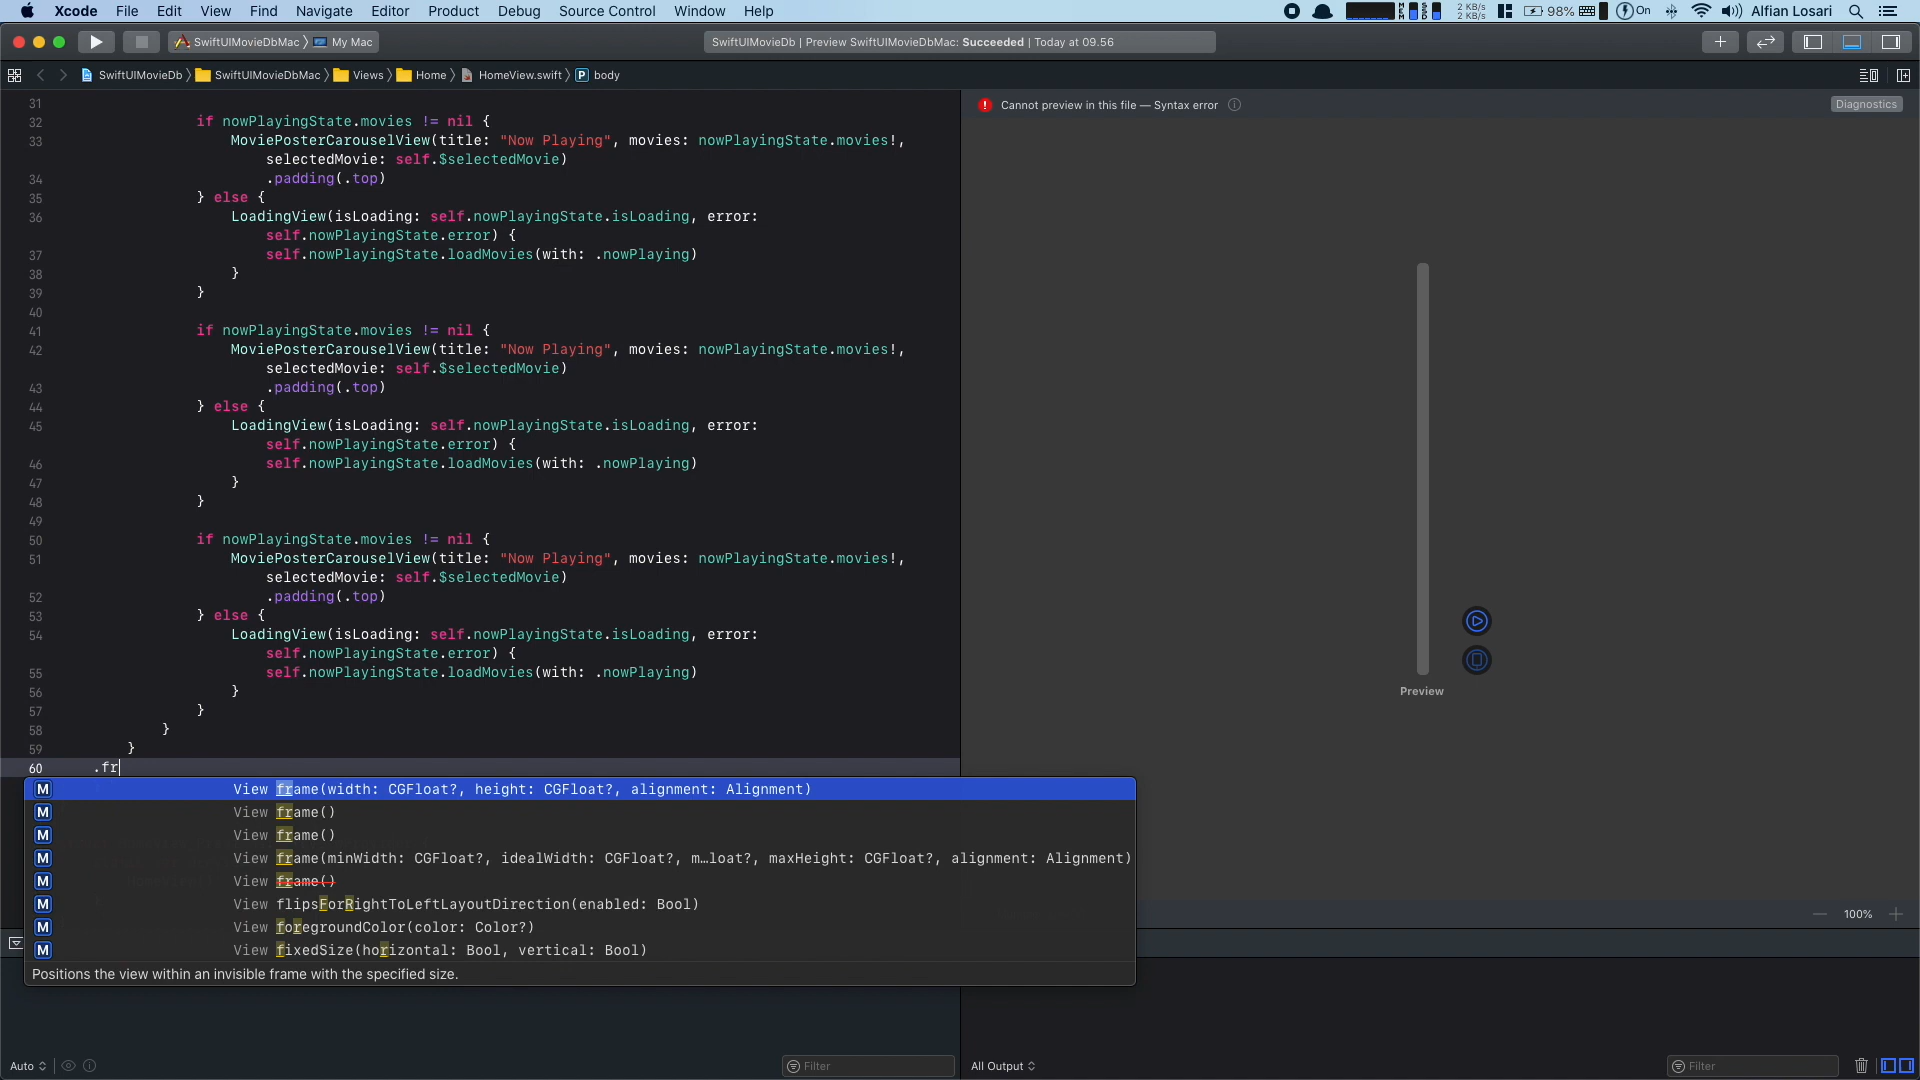 Xcode File Edit View Find Navigate Editor Product Debug Source Control Window Help
2 KB/s
2 KB/s
98% On Alfian Losari
SwiftUIMovieDbMac My Mac
SwiftUIMovieDb | Preview SwiftUIMovieDbMac: Succeeded | Today at 09.56
SwiftUIMovieDb SwiftUIMovieDbMac Views Home HomeView.swift P body
31
32 if nowPlayingState.movies != nil {
33 MoviePosterCarouselView(title: "Now Playing", movies: nowPlayingState.movies!,
selectedMovie: self.$selectedMovie)
34 .padding(.top)
35 } else {
36 LoadingView(isLoading: self.nowPlayingState.isLoading, error:
self.nowPlayingState.error) {
37 self.nowPlayingState.loadMovies(with: .nowPlaying)
38 }
39 }
40
41 if nowPlayingState.movies != nil {
42 MoviePosterCarouselView(title: "Now Playing", movies: nowPlayingState.movies!,
selectedMovie: self.$selectedMovie)
43 .padding(.top)
44 } else {
45 LoadingView(isLoading: self.nowPlayingState.isLoading, error:
self.nowPlayingState.error) {
46 self.nowPlayingState.loadMovies(with: .nowPlaying)
47 }
48 }
49
50 if nowPlayingState.movies != nil {
51 MoviePosterCarouselView(title: "Now Playing", movies: nowPlayingState.movies!,
selectedMovie: self.$selectedMovie)
52 .padding(.top)
53 } else {
54 LoadingView(isLoading: self.nowPlayingState.isLoading, error:
self.nowPlayingState.error) {
55 self.nowPlayingState.loadMovies(with: .nowPlaying)
56 }
57 }
58 }
59 }
60 .fr
M View frame(width: CGFloat?, height: CGFloat?, alignment: Alignment)
M View frame()
M View frame()
M View frame(minWidth: CGFloat?, idealWidth: CGFloat?, m…loat?, maxHeight: CGFloat?, alignment: Alignment)
M View frame()
M View flipsForRightToLeftLayoutDirection(enabled: Bool)
M View foregroundColor(color: Color?)
M View fixedSize(horizontal: Bool, vertical: Bool)
Positions the view within an invisible frame with the specified size.
Cannot preview in this file — Syntax error
Diagnostics
Preview
100%
Auto
Filter
All Output
Filter